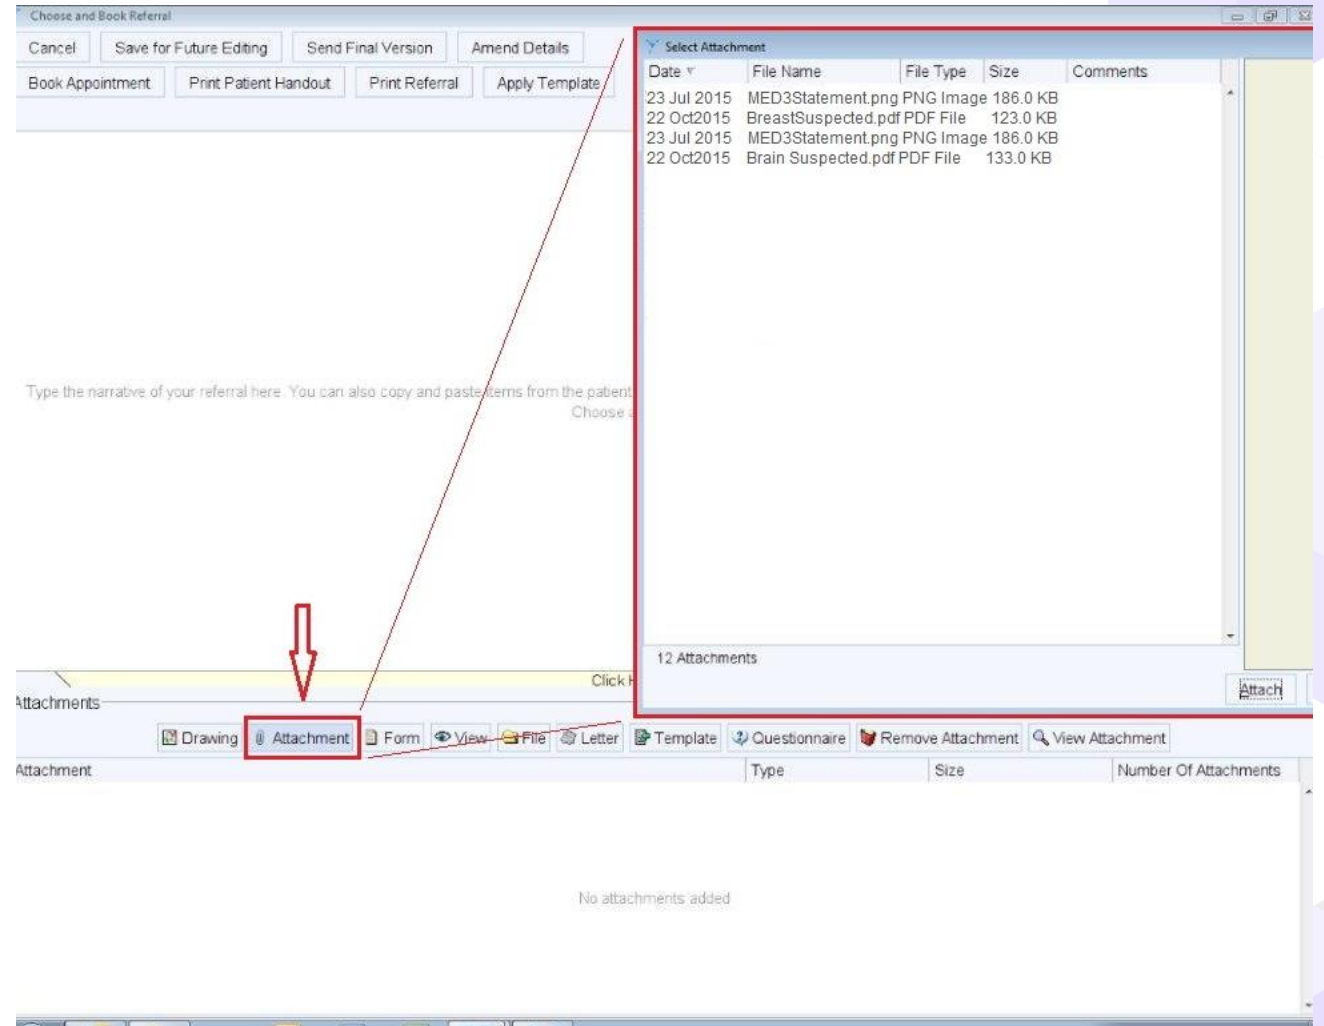 Choose and Book Referral
Cancel Save for Future Editing Send Final Version Amend Details
Book Appointment Print Patient Handout Print Referral Apply Template
Type the narrative of your referral here. You can also copy and paste items from the patient
Choose
Select Attachment
Date File Name File Type Size Comments
23 Jul 2015 MED3Statement.png PNG Image 186.0 KB
22 Oct2015 BreastSuspected.pdf PDF File 123.0 KB
23 Jul 2015 MED3Statement.png PNG Image 186.0 KB
22 Oct2015 Brain Suspected.pdf PDF File 133.0 KB
12 Attachments
Attach
Click
Attachments
Drawing Attachment Form View File Letter Template Questionnaire Remove Attachment View Attachment
Attachment Type Size Number Of Attachments
No attachments added